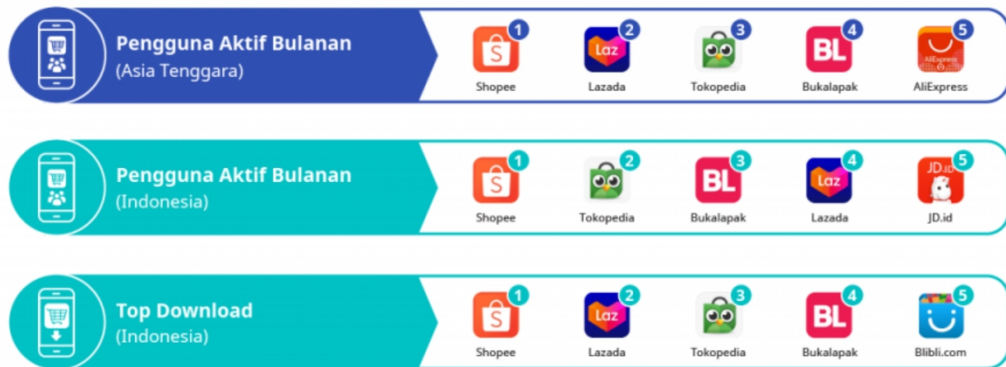 Pengguna Aktif Bulanan
(Asia Tenggara)
1 2 3 4 5
S Laz BL AliExpress
Shopee Lazada Tokopedia Bukalapak AliExpress
Pengguna Aktif Bulanan
(Indonesia)
1 2 3 4 5
S BL Laz JD.ID
Shopee Tokopedia Bukalapak Lazada JD.id
Top Download
(Indonesia)
1 2 3 4 5
S Laz BL
Shopee Lazada Tokopedia Bukalapak Blibli.com